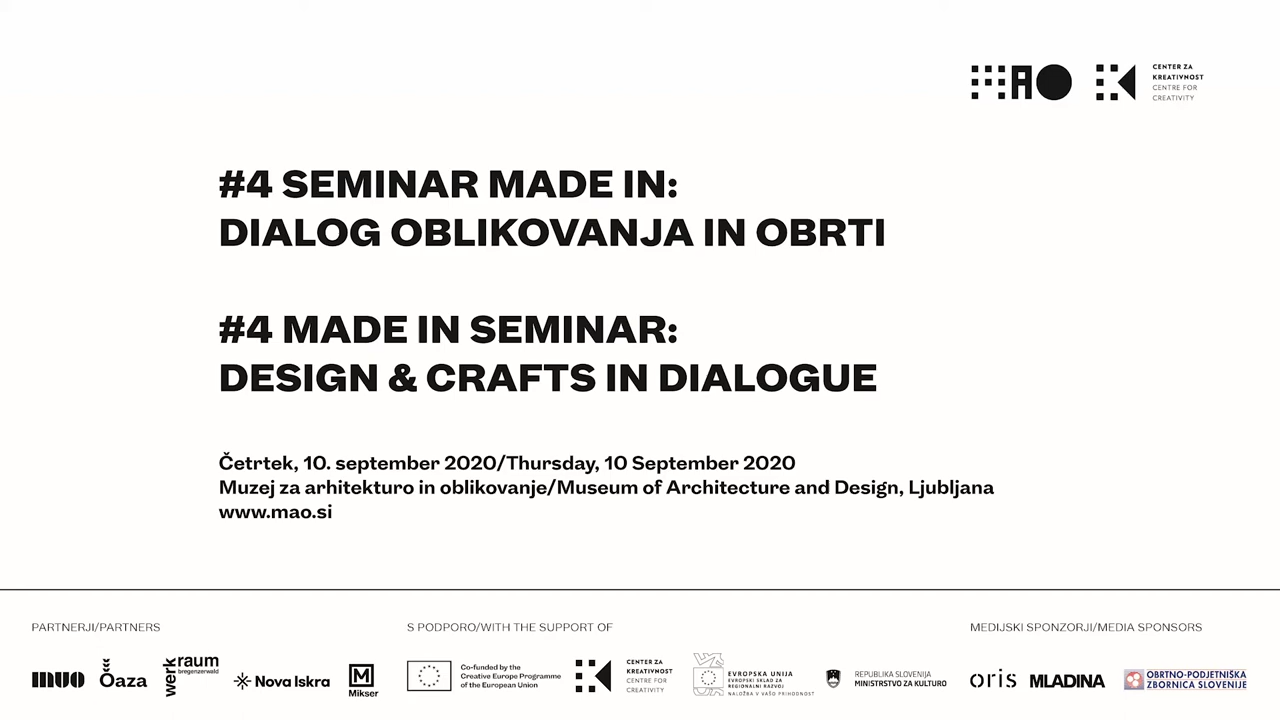 MAO
CENTER ZA
KREATIVNOST
CENTRE FOR
CREATIVITY
#4 SEMINAR MADE IN:
DIALOG OBLIKOVANJA IN OBRTI
#4 MADE IN SEMINAR:
DESIGN & CRAFTS IN DIALOGUE
Četrtek, 10. september 2020/Thursday, 10 September 2020
Muzej za arhitekturo in oblikovanje/Museum of Architecture and Design, Ljubljana
www.mao.si
PARTNERJI/PARTNERS
muo
Oaza
werkraum
bregenzerwald
Nova Iskra
M
Mikser
S PODPORO/WITH THE SUPPORT OF
Co-funded by the
Creative Europe Programme
of the European Union
CENTER ZA
KREATIVNOST
CENTRE FOR
CREATIVITY
EVROPSKA UNIJA
EVROPSKI SKLAD ZA
REGIONALNI RAZVOJ
NALOŽBA V VAŠO PRIHODNOST
REPUBLIKA SLOVENIJA
MINISTRSTVO ZA KULTURO
MEDIJSKI SPONZORJI/MEDIA SPONSORS
oris
MLADINA
OBRTNO-PODJETNIŠKA
ZBORNICA SLOVENIJE